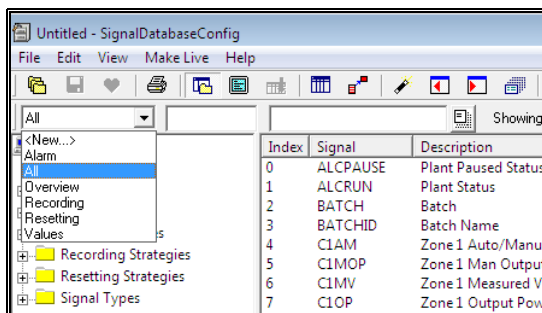 Untitled - SignalDatabaseConfig
File Edit View Make Live Help
All
Showing
<New...>
Alarm
All
Overview
Recording
Resetting
Values
Recording Strategies
Resetting Strategies
Signal Types
Index Signal Description
0 ALCPAUSE Plant Paused Status
1 ALCRUN Plant Status
2 BATCH Batch
3 BATCHID Batch Name
4 C1AM Zone 1 Auto/Manu
5 C1MOP Zone 1 Man Outpu
6 C1MV Zone 1 Measured V
7 C1OP Zone 1 Output Pow